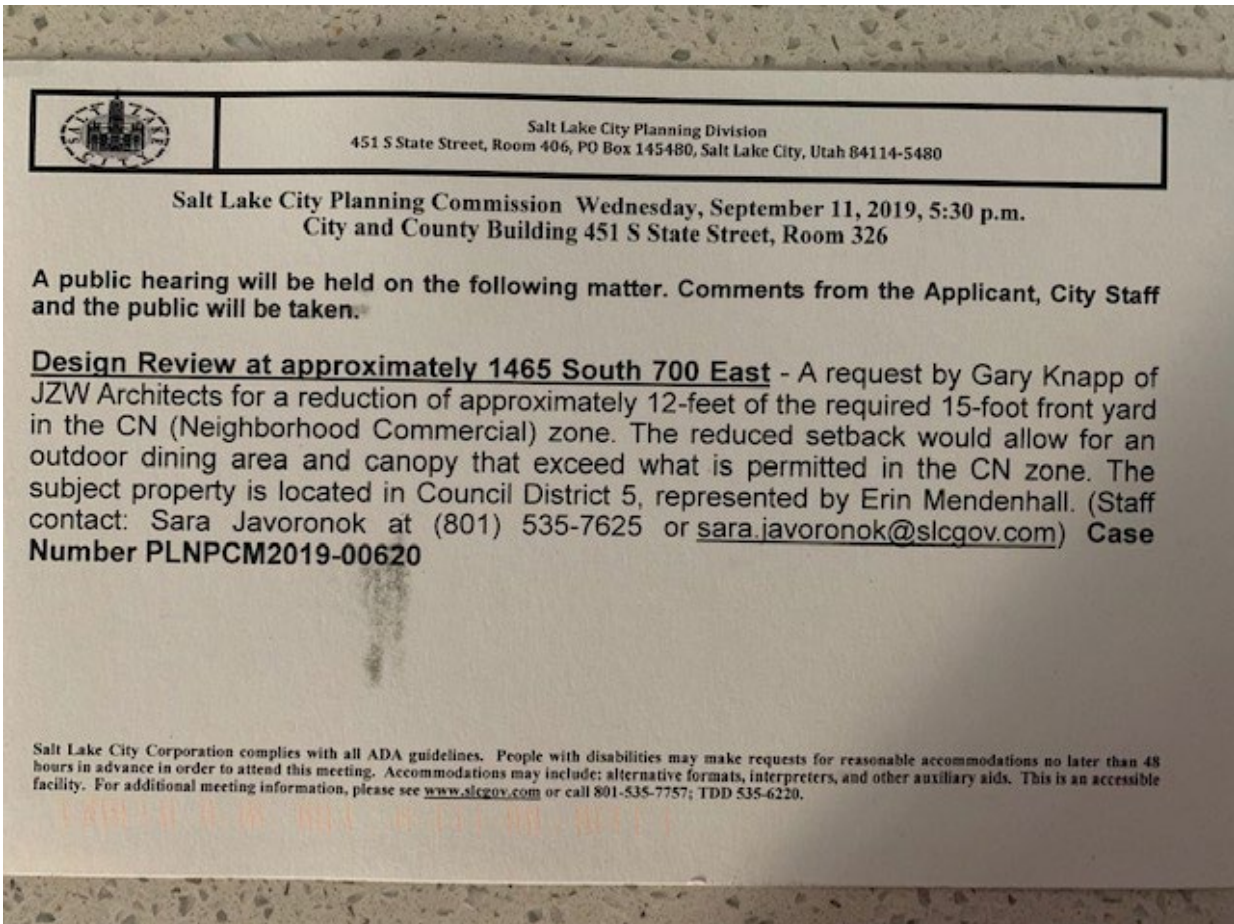 SALT LAKE CITY
Salt Lake City Planning Division
451 S State Street, Room 406, PO Box 145480, Salt Lake City, Utah 84114-5480
Salt Lake City Planning Commission Wednesday, September 11, 2019, 5:30 p.m.
City and County Building 451 S State Street, Room 326
A public hearing will be held on the following matter. Comments from the Applicant, City Staff
and the public will be taken.
Design Review at approximately 1465 South 700 East - A request by Gary Knapp of
JZW Architects for a reduction of approximately 12-feet of the required 15-foot front yard
in the CN (Neighborhood Commercial) zone. The reduced setback would allow for an
outdoor dining area and canopy that exceed what is permitted in the CN zone. The
subject property is located in Council District 5, represented by Erin Mendenhall. (Staff
contact: Sara Javoronok at (801) 535-7625 or sara.javoronok@slcgov.com) Case
Number PLNPCM2019-00620
Salt Lake City Corporation complies with all ADA guidelines. People with disabilities may make requests for reasonable accommodations no later than 48
hours in advance in order to attend this meeting. Accommodations may include: alternative formats, interpreters, and other auxiliary aids. This is an accessible
facility. For additional meeting information, please see www.slcgov.com or call 801-535-7757; TDD 535-6220.